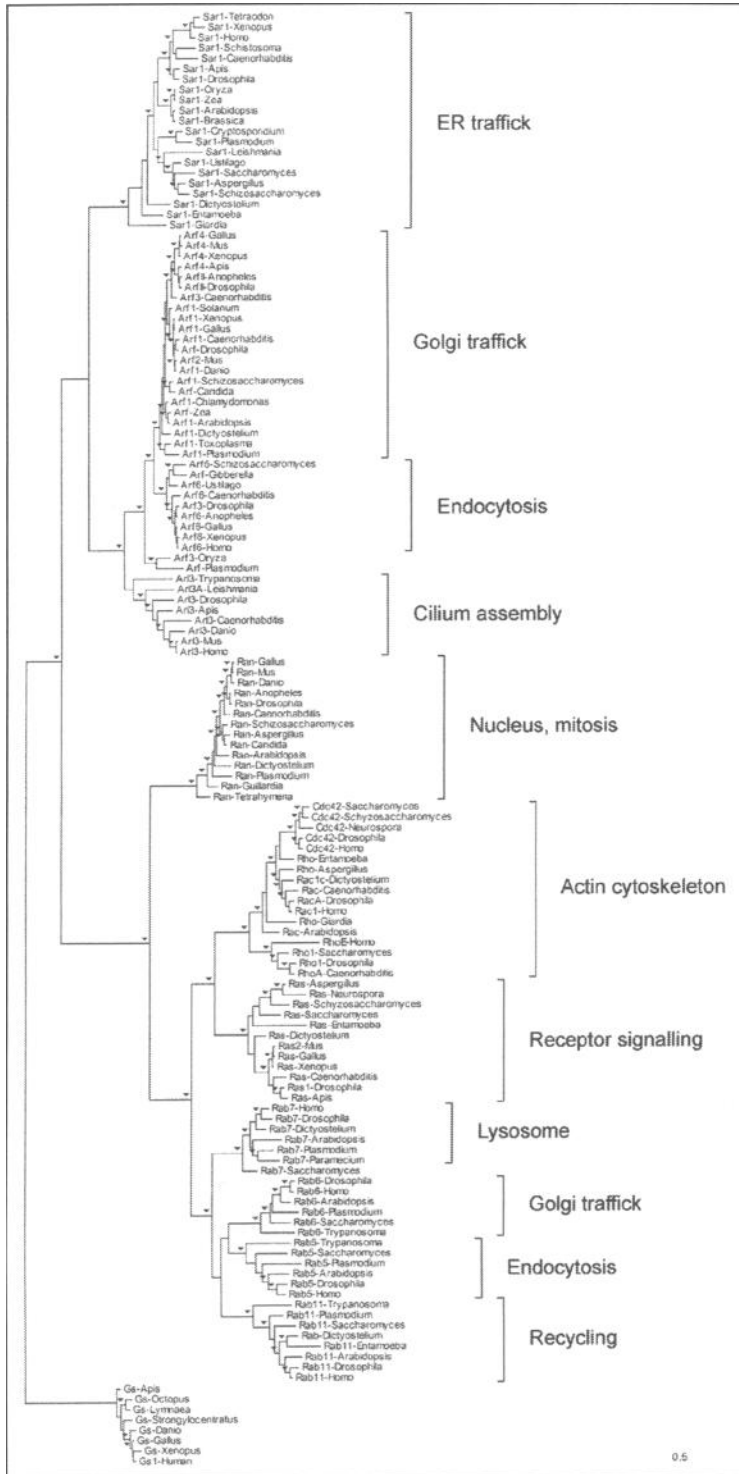 Sar1-Tetraodon
Sar1-Xenopus
Sar1-Homo
Sar1-Schistosoma
Sar1-Caenorhabditis
Sar1-Apis
Sar1-Drosophila
Sar1-Oryza
Sar1-Zea
Sar1-Arabidopsis
Sar1-Brassica
Sar1-Cryptosporidium
Sar1-Plasmodium
Sar1-Leishmania
Sar1-Ustilago
Sar1-Saccharomyces
Sar1-Aspergillus
Sar1-Schizosaccharomyces
Sar1-Dictyostelium
Sar1-Entamoeba
Sar1-Giardia
ER traffick
Arf4-Gallus
Arf4-Mus
Arf4-Xenopus
Arf4-Apis
ArfII-Anopheles
ArfII-Drosophila
Arf3-Caenorhabditis
Arf1-Solanum
Arf1-Xenopus
Arf1-Gallus
Arf1-Caenorhabditis
Arf-Drosophila
Arf2-Mus
Arf1-Danio
Arf1-Schizosaccharomyces
Arf-Candida
Arf1-Chlamydomonas
Arf-Zea
Arf1-Arabidopsis
Arf1-Dictyostelium
Arf1-Toxoplasma
Arf1-Plasmodium
Golgi traffick
Arf6-Schizosaccharomyces
Arf-Gibberella
Arf6-Ustilago
Arf6-Caenorhabditis
Arf3-Drosophila
Arf6-Anopheles
Arf6-Gallus
Arf6-Xenopus
Arf6-Homo
Endocytosis
Arf3-Oryza
Arf-Plasmodium
Arl3-Trypanosoma
Arl3A-Leishmania
Arl3-Drosophila
Arl3-Apis
Arl3-Caenorhabditis
Arl3-Danio
Arl3-Mus
Arl3-Homo
Cilium assembly
Ran-Gallus
Ran-Mus
Ran-Danio
Ran-Anopheles
Ran-Drosophila
Ran-Caenorhabditis
Ran-Schizosaccharomyces
Ran-Aspergillus
Ran-Candida
Ran-Arabidopsis
Ran-Dictyostelium
Ran-Plasmodium
Ran-Guillardia
Ran-Tetrahymena
Nucleus, mitosis
Cdc42-Saccharomyces
Cdc42-Schyzosaccharomyces
Cdc42-Neurospora
Cdc42-Drosophila
Cdc42-Homo
Rho-Entamoeba
Rho-Aspergillus
Rac1c-Dictyostelium
Rac-Caenorhabditis
RacA-Drosophila
Rac1-Homo
Rho-Giardia
Rac-Arabidopsis
RhoE-Homo
Rho1-Saccharomyces
Rho1-Drosophila
RhoA-Caenorhabditis
Actin cytoskeleton
Ras-Aspergillus
Ras-Neurospora
Ras-Schyzosaccharomyces
Ras-Saccharomyces
Ras-Entamoeba
Ras-Dictyostelium
Ras2-Mus
Ras-Gallus
Ras-Xenopus
Ras-Caenorhabditis
Ras1-Drosophila
Ras-Apis
Receptor signalling
Rab7-Homo
Rab7-Drosophila
Rab7-Dictyostelium
Rab7-Arabidopsis
Rab7-Plasmodium
Rab7-Paramecium
Rab7-Saccharomyces
Lysosome
Rab6-Drosophila
Rab6-Homo
Rab6-Arabidopsis
Rab6-Plasmodium
Rab6-Saccharomyces
Rab6-Trypanosoma
Golgi traffick
Rab5-Trypanosoma
Rab5-Saccharomyces
Rab5-Plasmodium
Rab5-Arabidopsis
Rab5-Drosophila
Rab5-Homo
Endocytosis
Rab11-Trypanosoma
Rab11-Plasmodium
Rab11-Saccharomyces
Rab-Dictyostelium
Rab11-Entamoeba
Rab11-Arabidopsis
Rab11-Drosophila
Rab11-Homo
Recycling
Gs-Apis
Gs-Octopus
Gs-Lymnaea
Gs-Strongylocentratus
Gs-Danio
Gs-Gallus
Gs-Xenopus
Gs1-Human
0.5